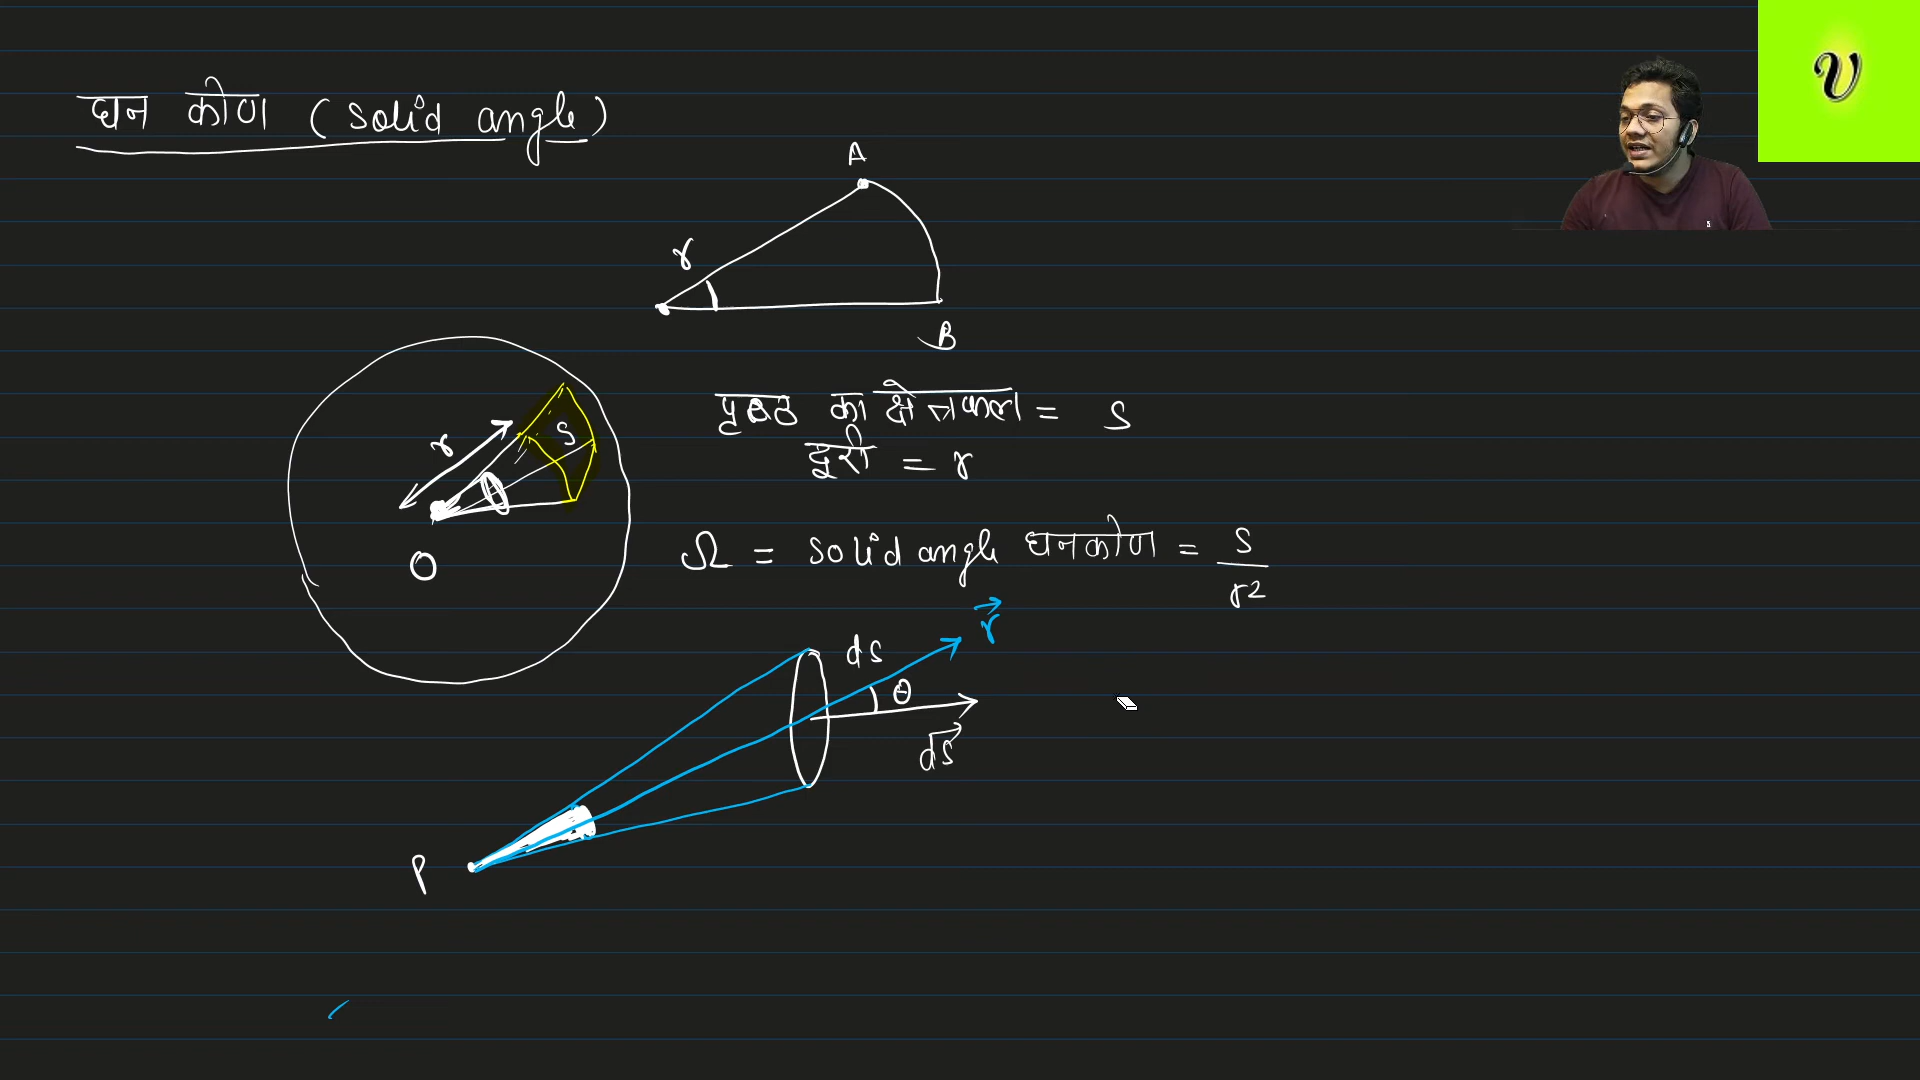 घन कोण (solid angle)
A
r
B
पृष्ठ का क्षेत्रफल = S
दूरी = r
r
S
O
Ω = solid angle घनकोण = S/r²
r⃗
ds
θ
ds⃗
P
υ